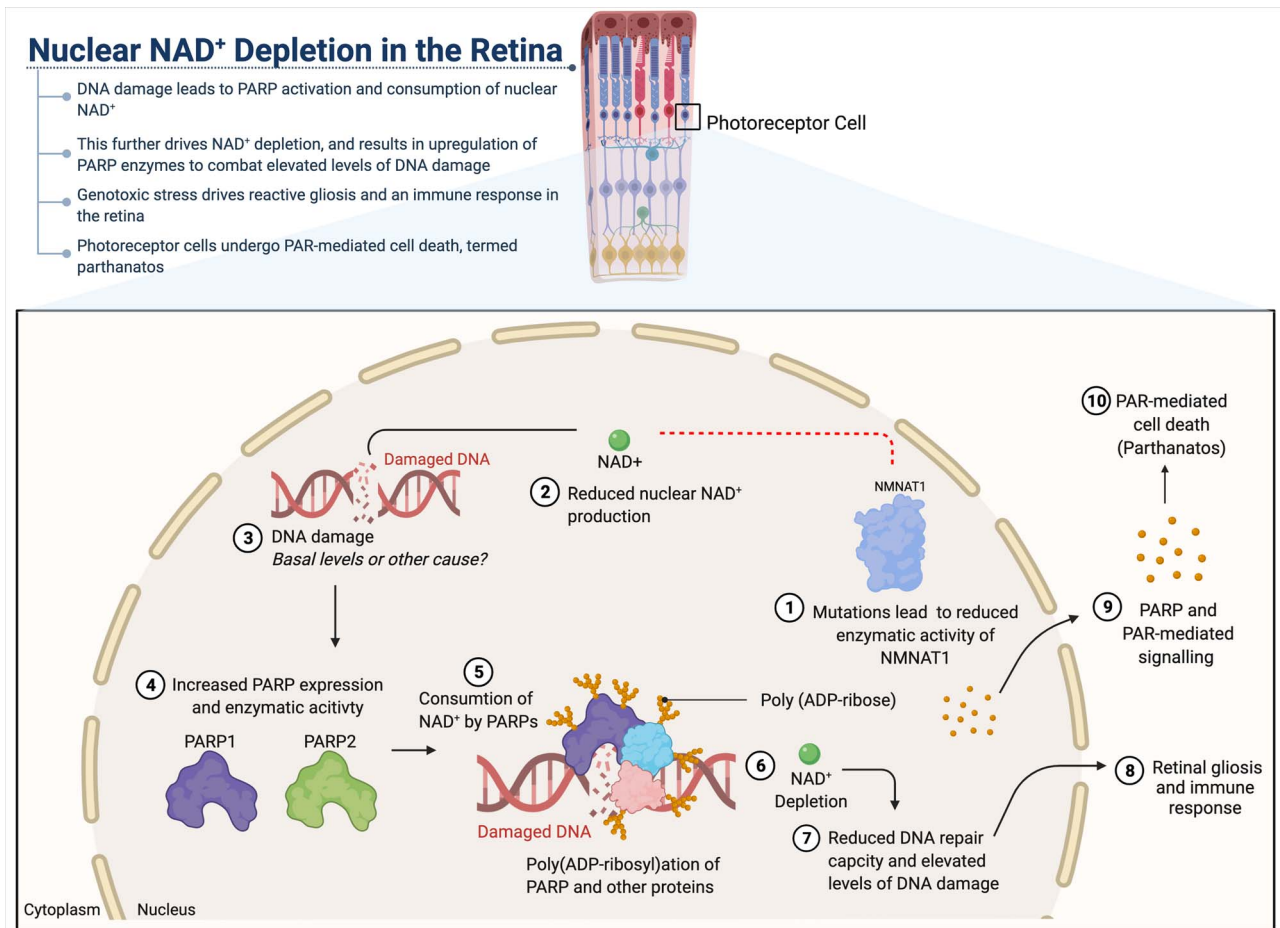 Nuclear NAD⁺ Depletion in the Retina
DNA damage leads to PARP activation and consumption of nuclear
NAD⁺
This further drives NAD⁺ depletion, and results in upregulation of
PARP enzymes to combat elevated levels of DNA damage
Genotoxic stress drives reactive gliosis and an immune response in
the retina
Photoreceptor cells undergo PAR-mediated cell death, termed
parthanatos
Photoreceptor Cell
10 PAR-mediated
cell death
(Parthanatos)
Damaged DNA
NAD+
2 Reduced nuclear NAD⁺
production
NMNAT1
3 DNA damage
Basal levels or other cause?
1 Mutations lead to reduced
enzymatic activity of
NMNAT1
9 PARP and
PAR-mediated
signalling
4 Increased PARP expression
and enzymatic acitivty
PARP1
PARP2
5
Consumtion of
NAD⁺ by PARPs
Poly (ADP-ribose)
Damaged DNA
Poly(ADP-ribosyl)ation of
PARP and other proteins
6
NAD⁺
Depletion
7 Reduced DNA repair
capcity and elevated
levels of DNA damage
8 Retinal gliosis
and immune
response
Cytoplasm
Nucleus